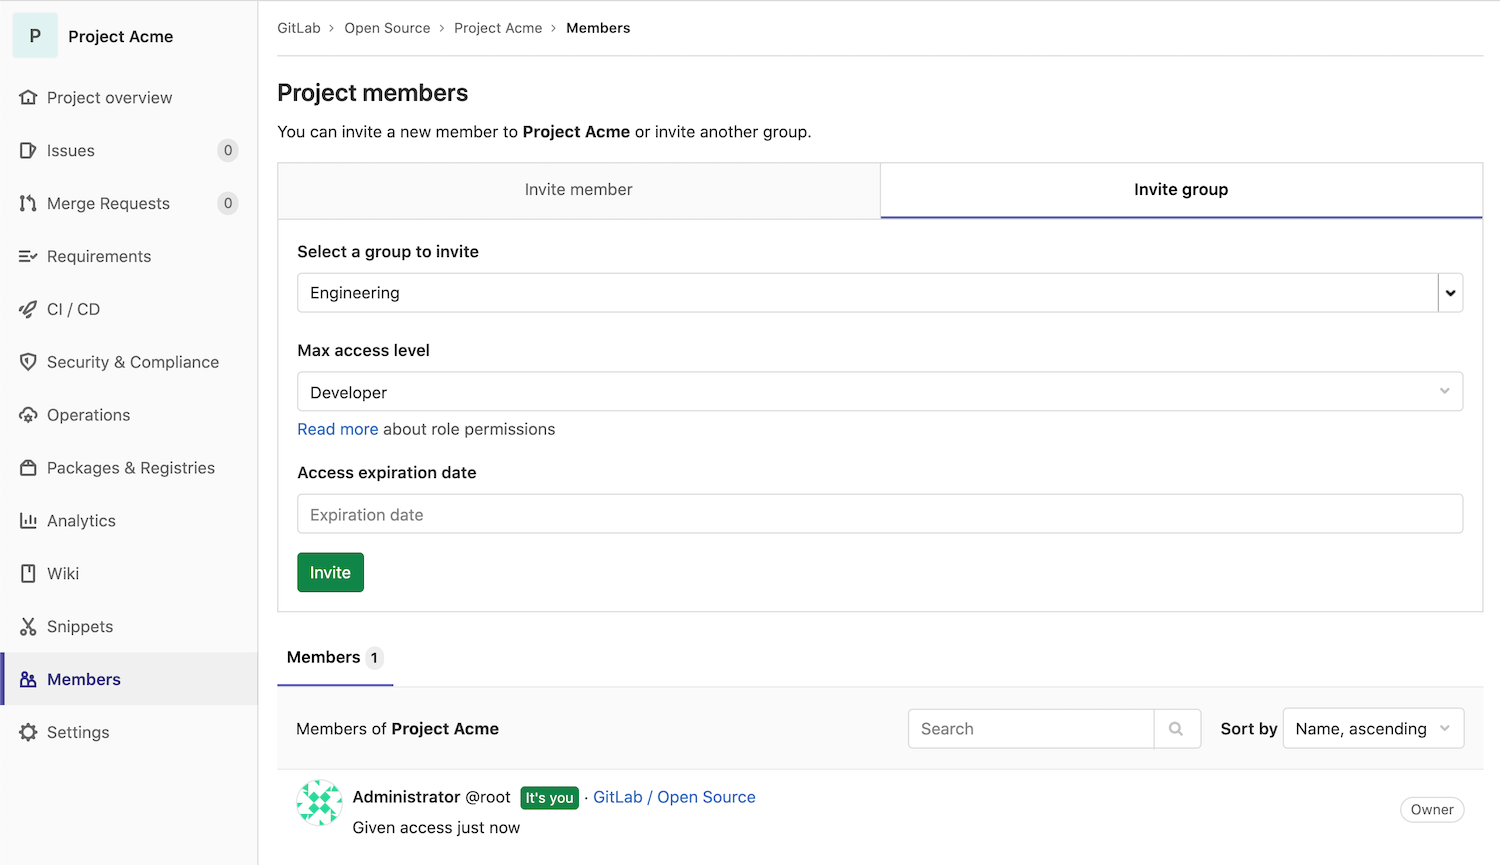 P Project Acme
Project overview
Issues 0
Merge Requests 0
Requirements
CI / CD
Security & Compliance
Operations
Packages & Registries
Analytics
Wiki
Snippets
Members
Settings
GitLab › Open Source › Project Acme › Members
Project members
You can invite a new member to Project Acme or invite another group.
Invite member Invite group
Select a group to invite
Engineering
Max access level
Developer
Read more about role permissions
Access expiration date
Expiration date
Invite
Members 1
Members of Project Acme Search Sort by Name, ascending
Administrator @root It's you · GitLab / Open Source
Given access just now
Owner